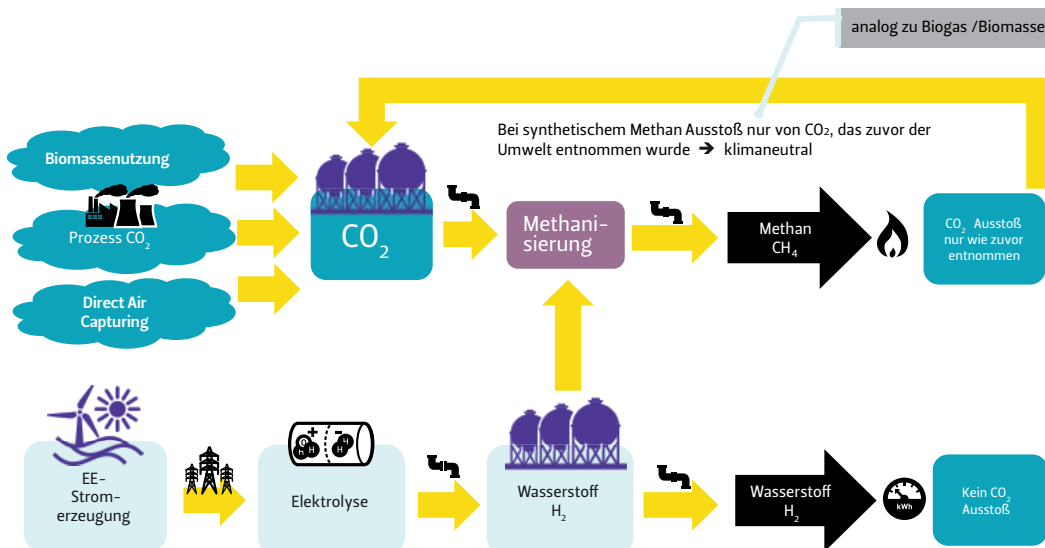 analog zu Biogas /Biomasse
Bei synthetischem Methan Ausstoß nur von CO₂, das zuvor der
Umwelt entnommen wurde ➔ klimaneutral
Biomassenutzung
Prozess CO₂
Direct Air
Capturing
CO₂
Methani-
sierung
Methan
CH₄
CO₂ Ausstoß
nur wie zuvor
entnommen
EE-
Strom-
erzeugung
+ -
H H
H
Elektrolyse
Wasserstoff
H₂
Wasserstoff
H₂
kWh
Kein CO₂
Ausstoß